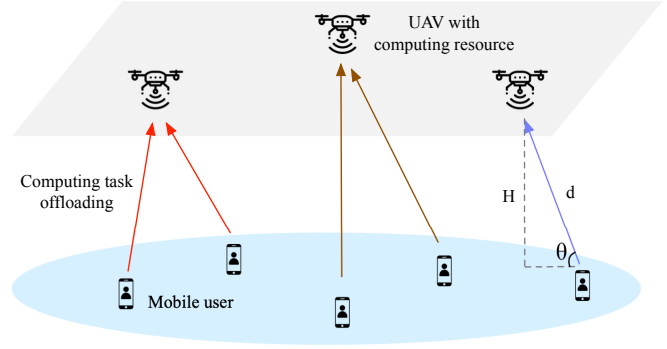 UAV with
computing resource
Computing task
offloading
H
d
θ
Mobile user